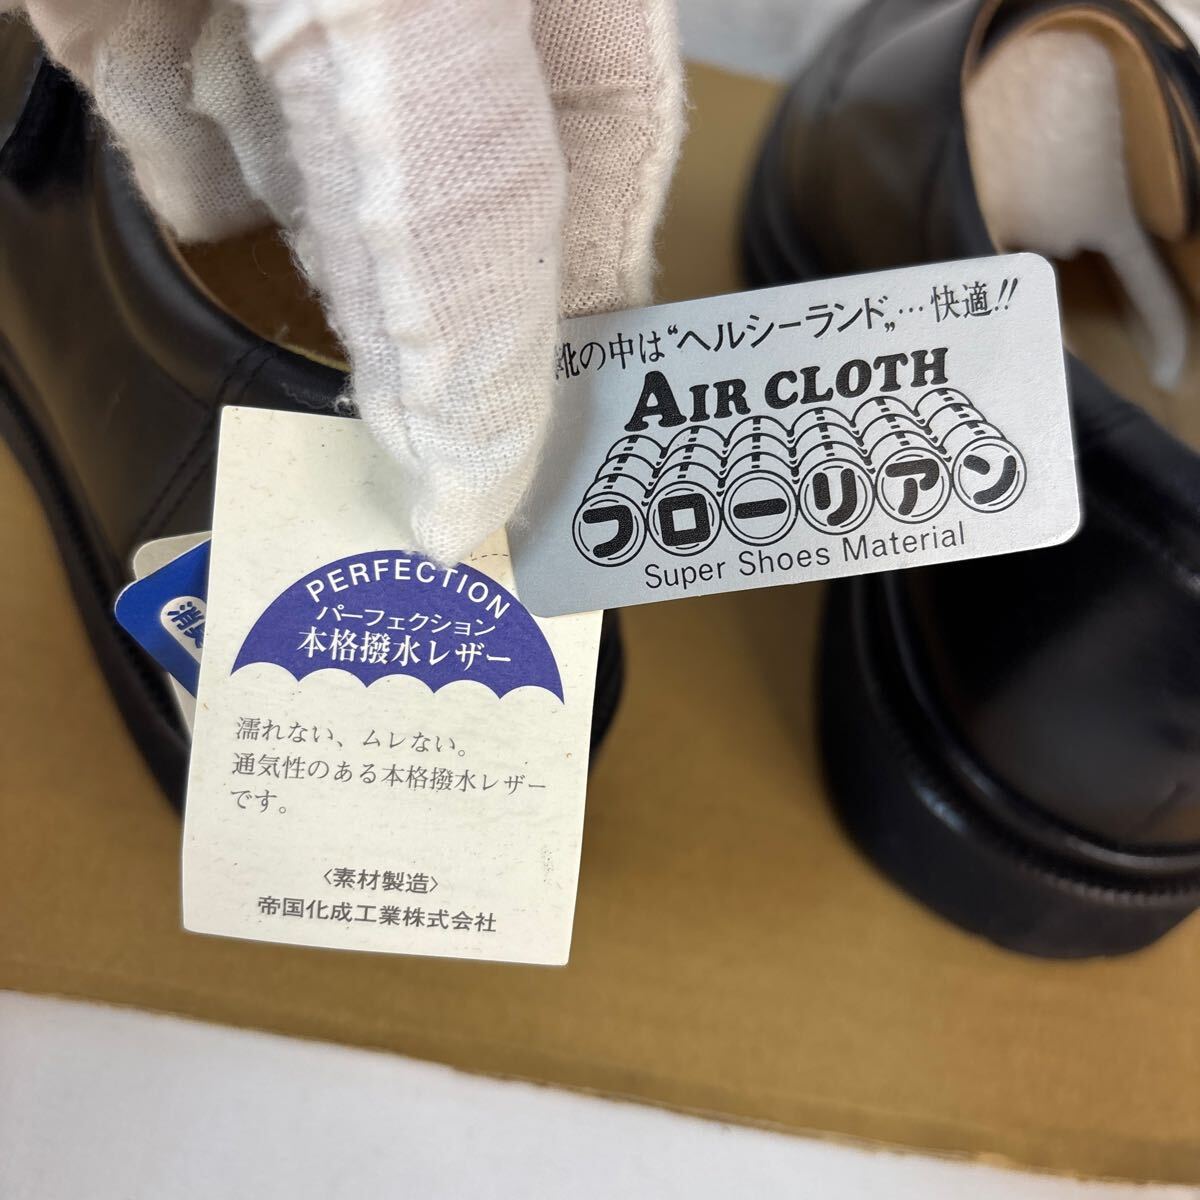 靴の中は“ヘルシーランド„…快適!!
AIR CLOTH
フローリアン
Super Shoes Material
PERFECTION
パーフェクション
本格撥水レザー
濡れない、ムレない。
通気性のある本格撥水レザー
です。
〈素材製造〉
帝国化成工業株式会社
消